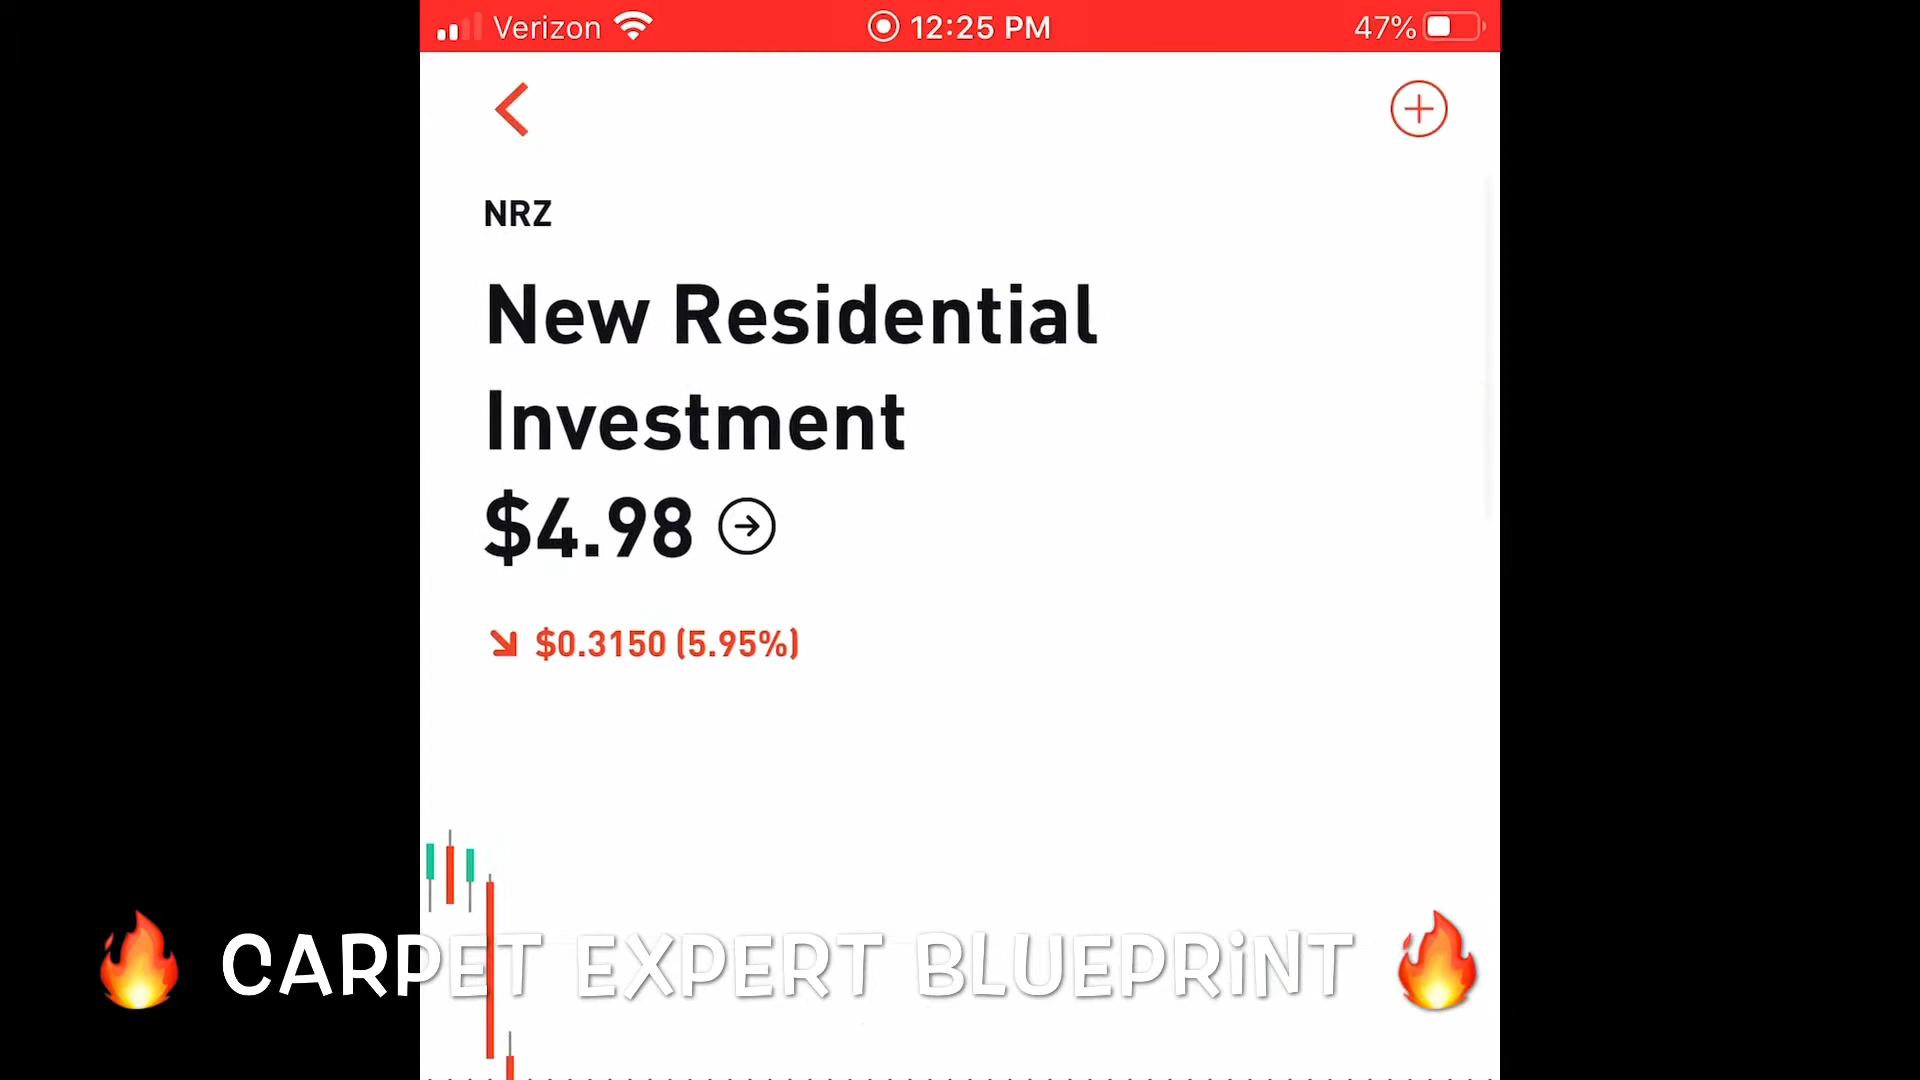 Verizon 12:25 PM 47%
NRZ
New Residential
Investment
$4.98
$0.3150 (5.95%)
CARPET EXPERT BLUEPRINT